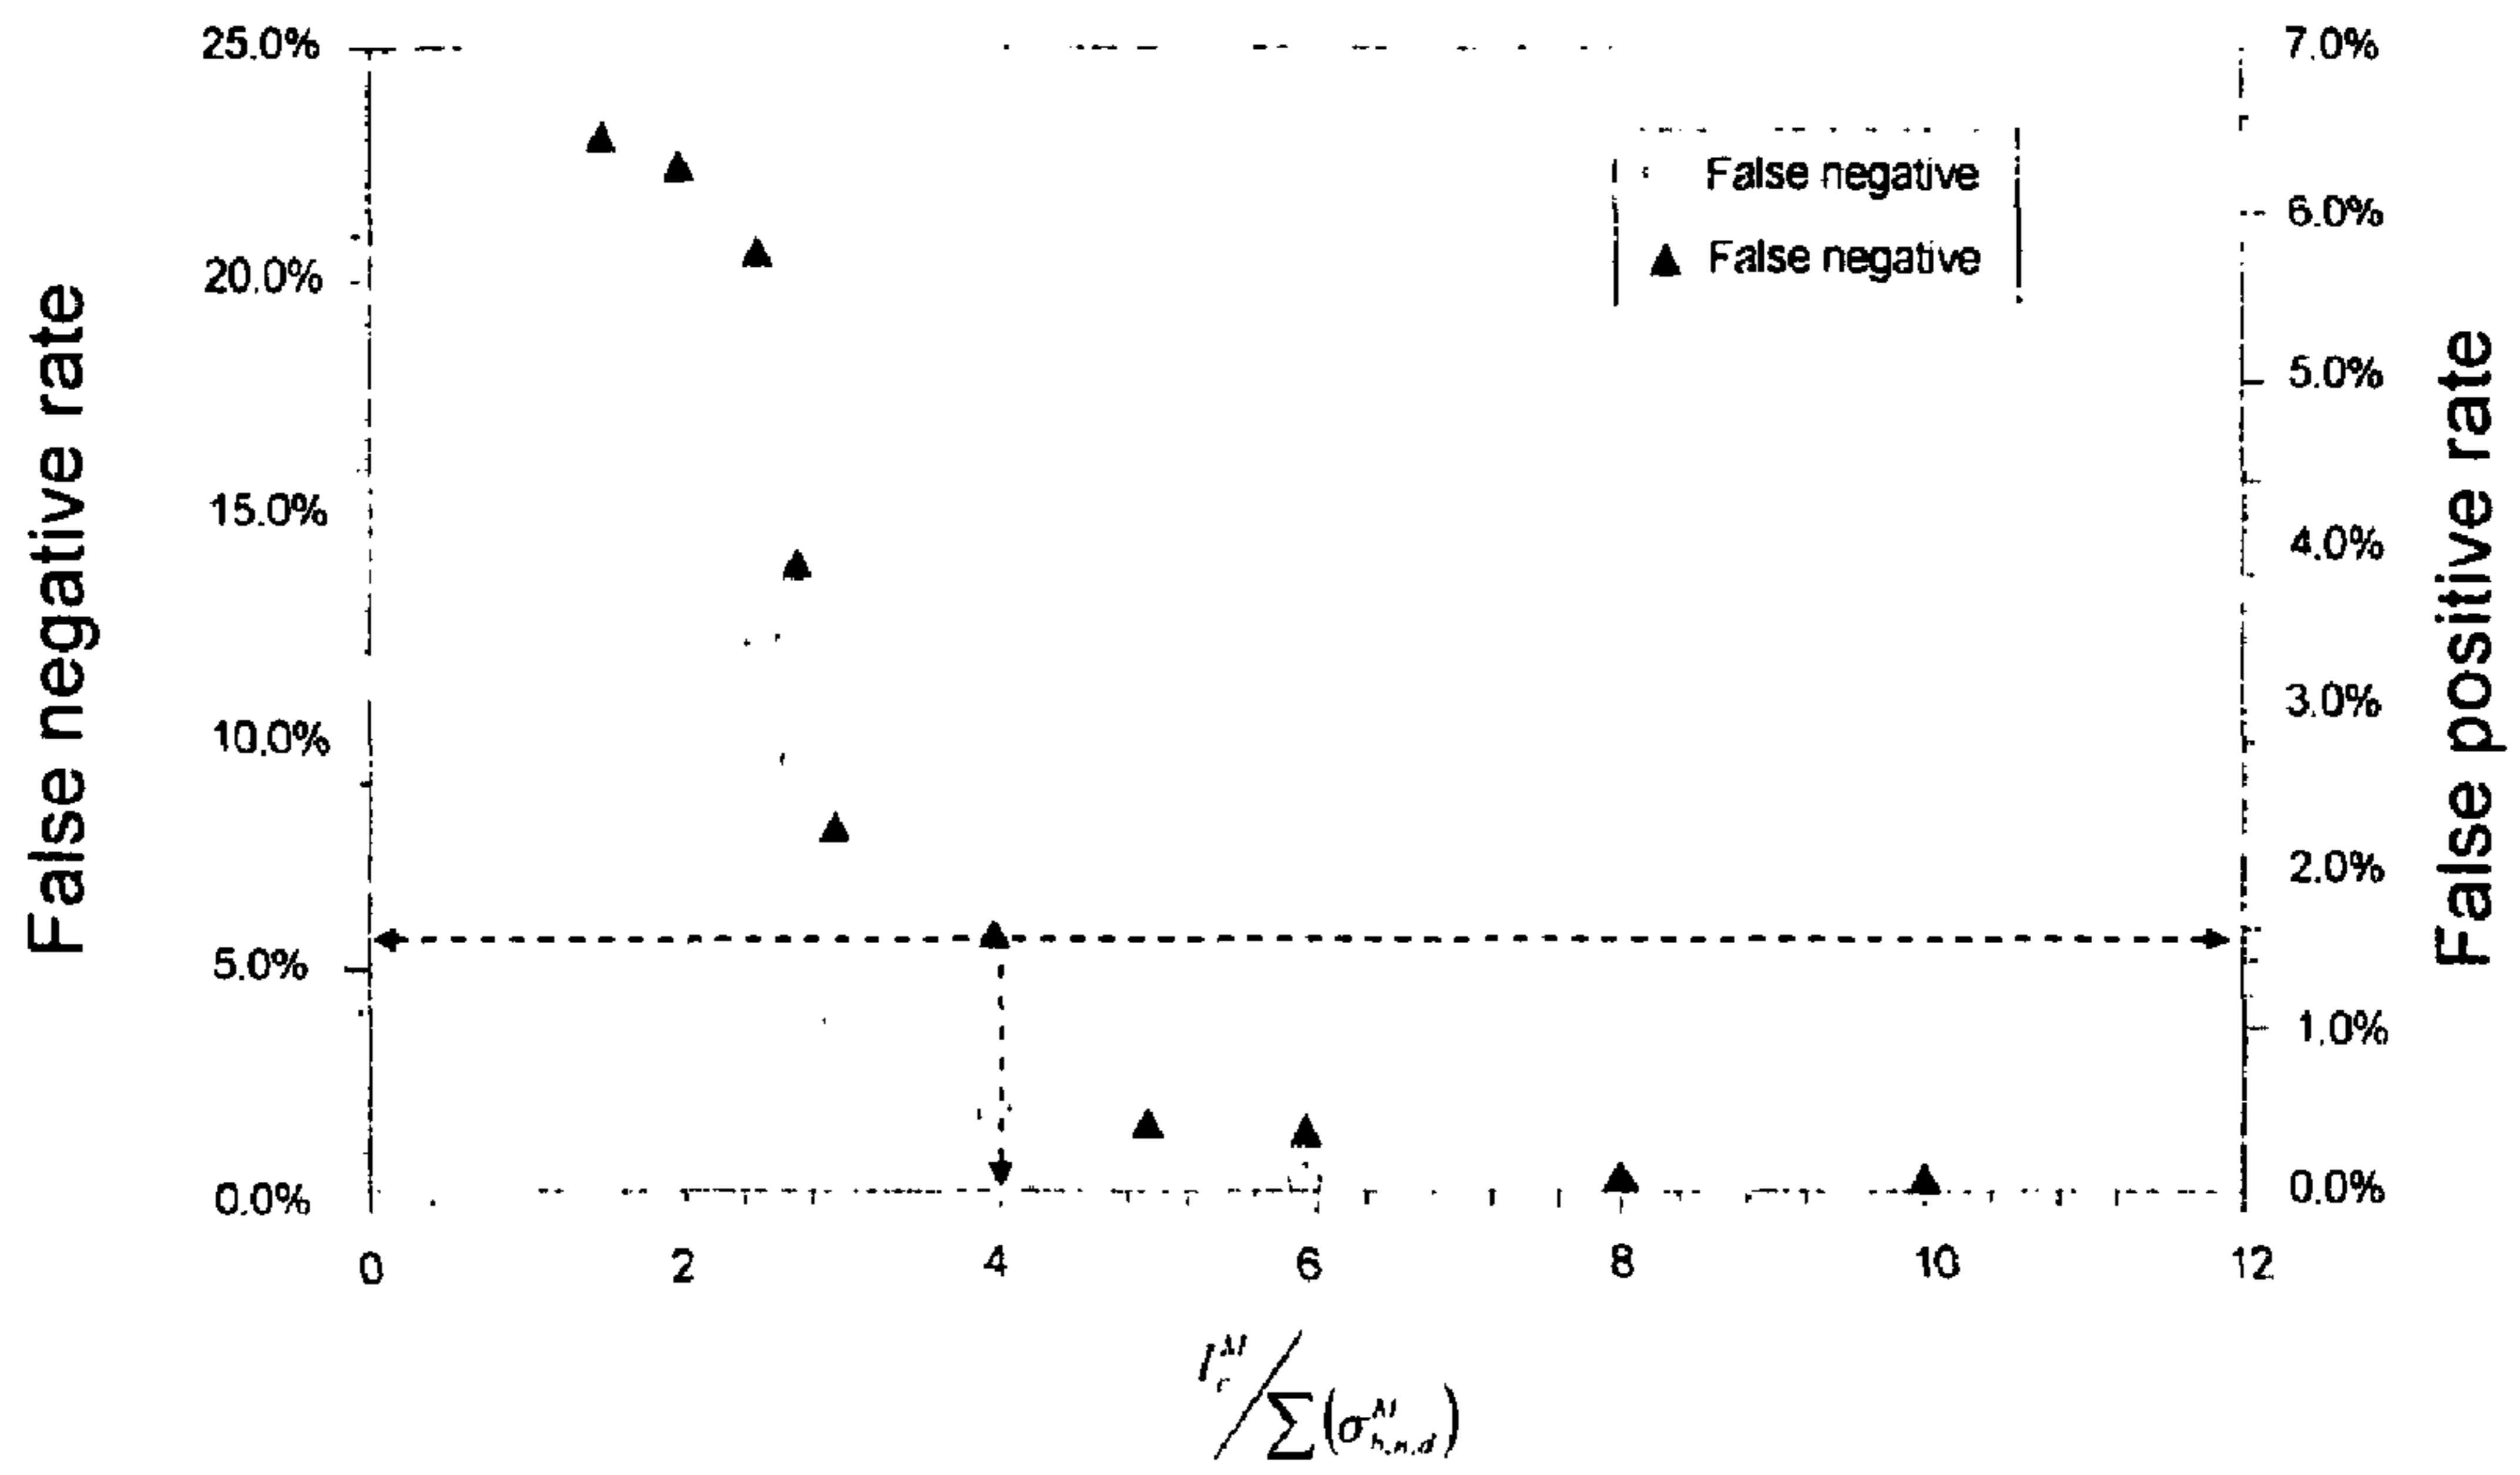 25.0%
20.0%
15.0%
10.0%
5.0%
0.0%
False negative rate
7.0%
6.0%
5.0%
4.0%
3.0%
2.0%
1.0%
0.0%
False positive rate
False negative
False negative
0 2 4 6 8 10 12